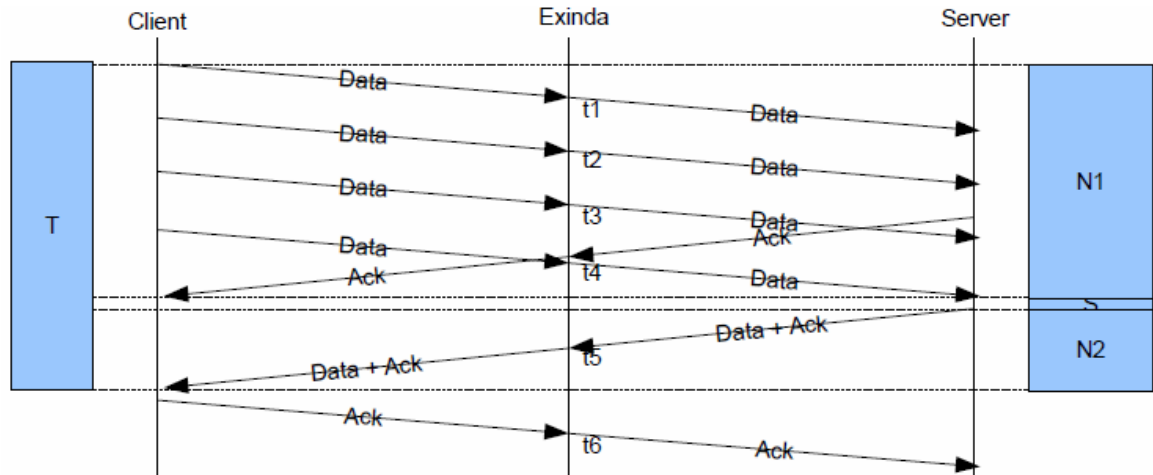 Client Exinda Server
Data
t1
Data
Data
t2
Data
N1
Data
t3
Data
T
Ack
Data
t4
Ack
Data
S
Data + Ack
t5
Data + Ack
N2
Ack
t6
Ack